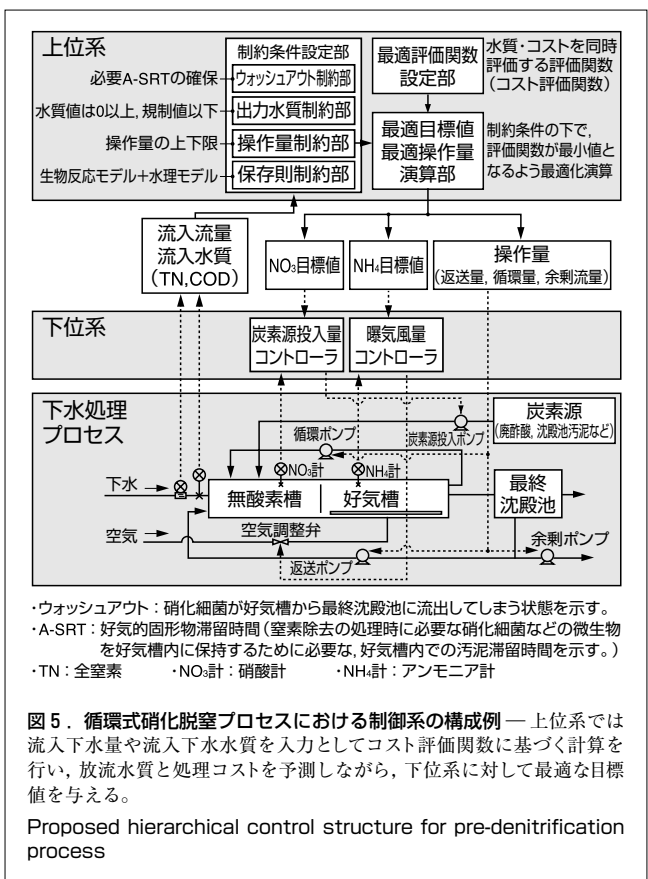 上位系
制約条件設定部
必要A-SRTの確保
ウォッシュアウト制約部
水質値は0以上，規制値以下
出力水質制約部
操作量の上下限
操作量制約部
生物反応モデル＋水理モデル
保存則制約部
最適評価関数
設定部
水質・コストを同時
評価する評価関数
（コスト評価関数）
最適目標値
最適操作量
演算部
制約条件の下で，
評価関数が最小値と
なるよう最適化演算
流入流量
流入水質
（TN,COD）
NO₃目標値
NH₄目標値
操作量
（返送量，循環量，余剰流量）
下位系
炭素源投入量
コントローラ
曝気風量
コントローラ
下水処理
プロセス
炭素源
（廃酢酸，沈殿池汚泥など）
循環ポンプ
炭素源投入ポンプ
NO₃計
NH₄計
下水
無酸素槽
好気槽
最終
沈殿池
空気
空気調整弁
返送ポンプ
余剰ポンプ
・ウォッシュアウト：硝化細菌が好気槽から最終沈殿池に流出してしまう状態を示す。
・A-SRT：好気的固形物滞留時間（窒素除去の処理時に必要な硝化細菌などの微生物
を好気槽内に保持するために必要な，好気槽内での汚泥滞留時間を示す。）
・TN：全窒素　・NO₃計：硝酸計　・NH₄計：アンモニア計
図5．循環式硝化脱窒プロセスにおける制御系の構成例 — 上位系では
流入下水量や流入下水水質を入力としてコスト評価関数に基づく計算を
行い，放流水質と処理コストを予測しながら，下位系に対して最適な目標
値を与える。
Proposed hierarchical control structure for pre-denitrification
process